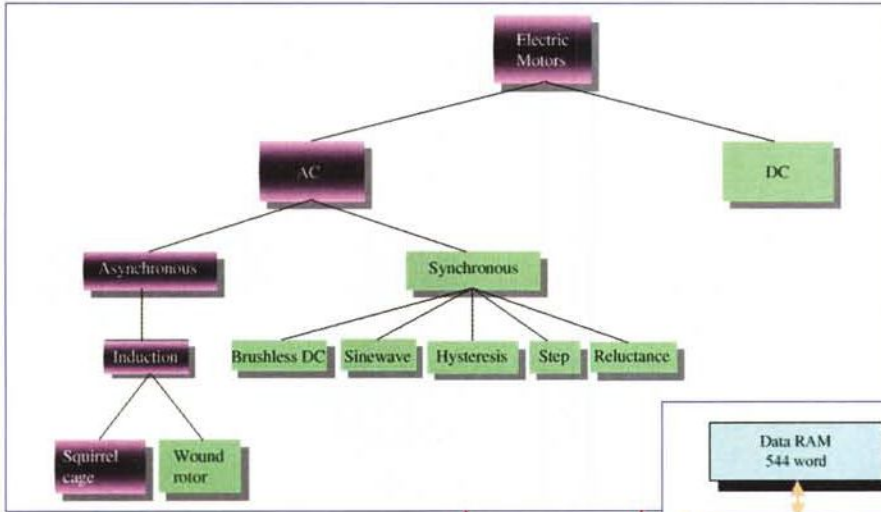 Electric
Motors
AC
DC
Asynchronous
Synchronous
Induction
Brushless DC
Sinewave
Hysteresis
Step
Reluctance
Squirrel
cage
Wound
rotor
Data RAM
544 word